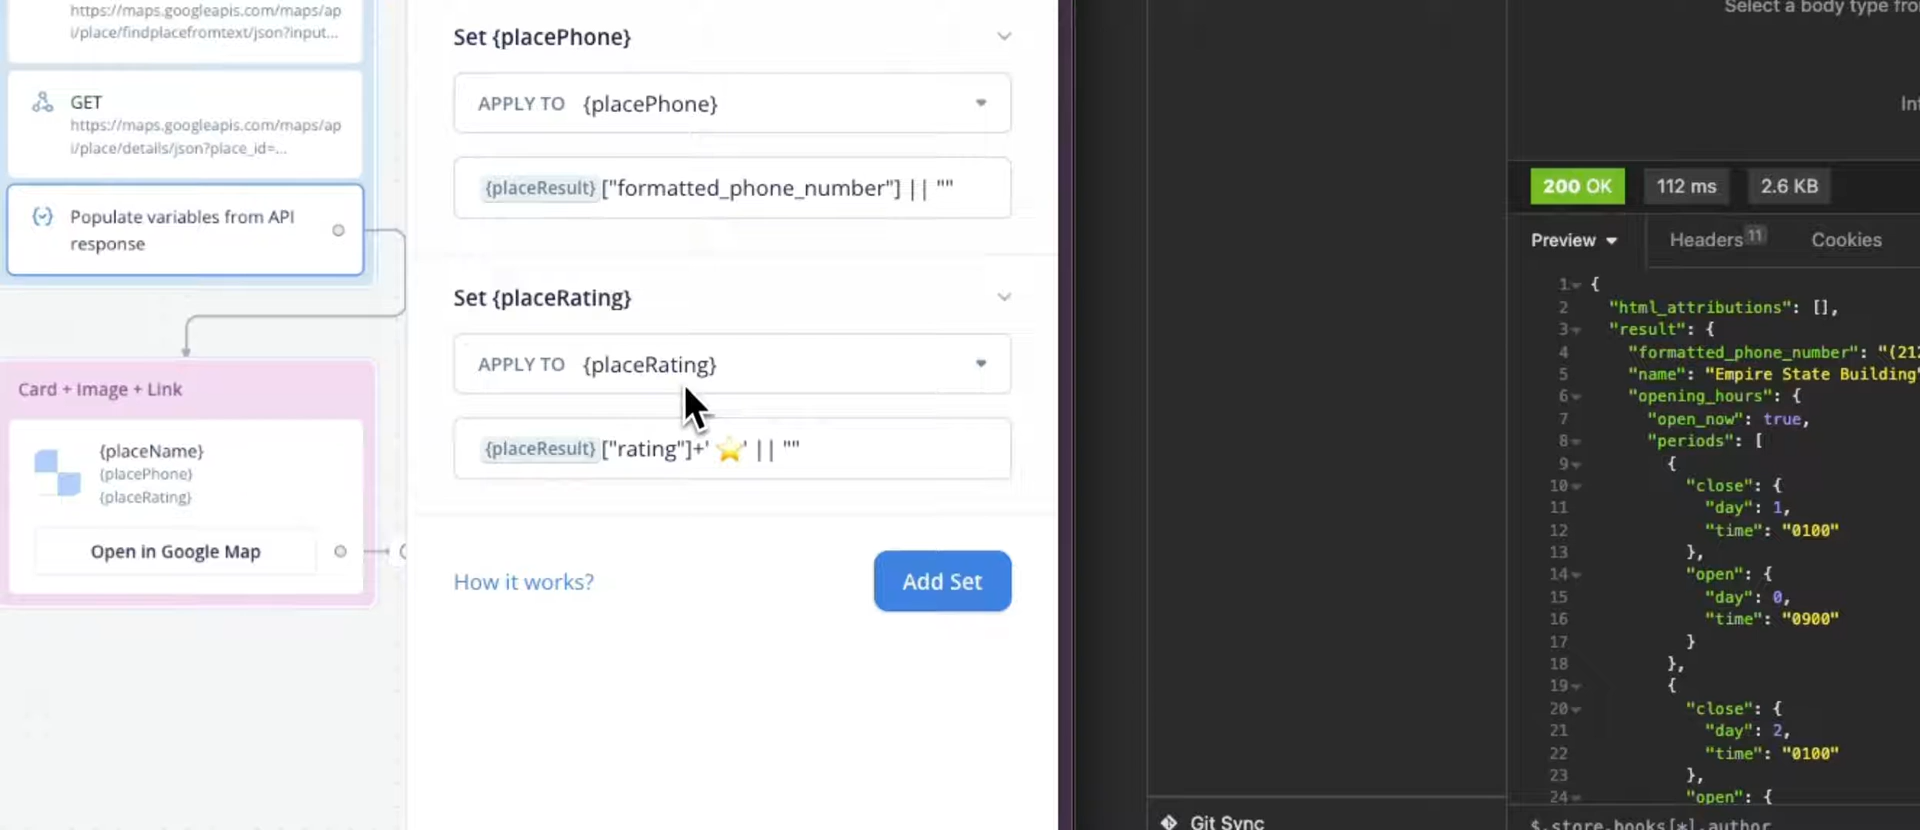 https://maps.googleapis.com/maps/ap
i/place/findplacefromtext/json?input...
GET
https://maps.googleapis.com/maps/ap
i/place/details/json?place_id=...
Populate variables from API
response
Card + Image + Link
{placeName}
{placePhone}
{placeRating}
Open in Google Map
Set {placePhone}
APPLY TO {placePhone}
{placeResult}["formatted_phone_number"] || ""
Set {placeRating}
APPLY TO {placeRating}
{placeResult}["rating"]+' ⭐' || ""
How it works?
Add Set
Git Sync
Select a body type fro
Int
200 OK
112 ms
2.6 KB
Preview
Headers 11
Cookies
1 {
2 "html_attributions": [],
3 "result": {
4 "formatted_phone_number": "(212
5 "name": "Empire State Building"
6 "opening_hours": {
7 "open_now": true,
8 "periods": [
9 {
10 "close": {
11 "day": 1,
12 "time": "0100"
13 },
14 "open": {
15 "day": 0,
16 "time": "0900"
17 }
18 },
19 {
20 "close": {
21 "day": 2,
22 "time": "0100"
23 },
24 "open": {
$.store.books[*].author